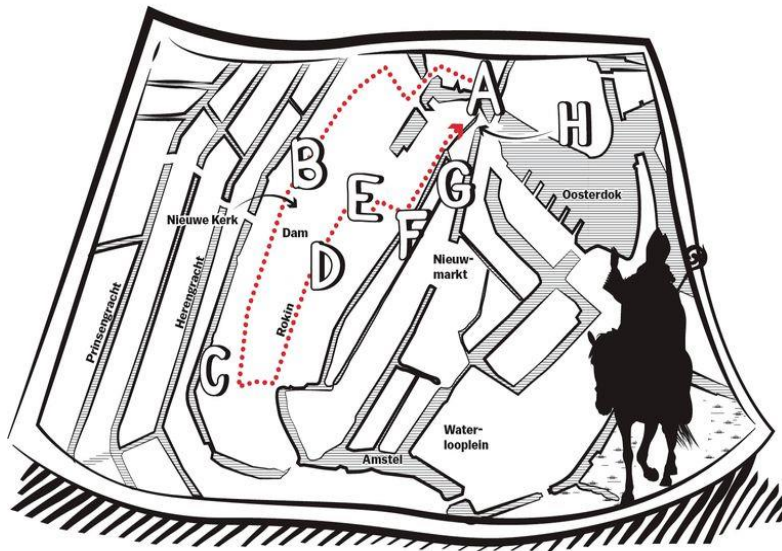 A
B
H
G
E
Oosterdok
Nieuwe Kerk
Dam
F
D
Nieuw-
markt
Prinsengracht
Herengracht
Rokin
C
Water-
looplein
Amstel